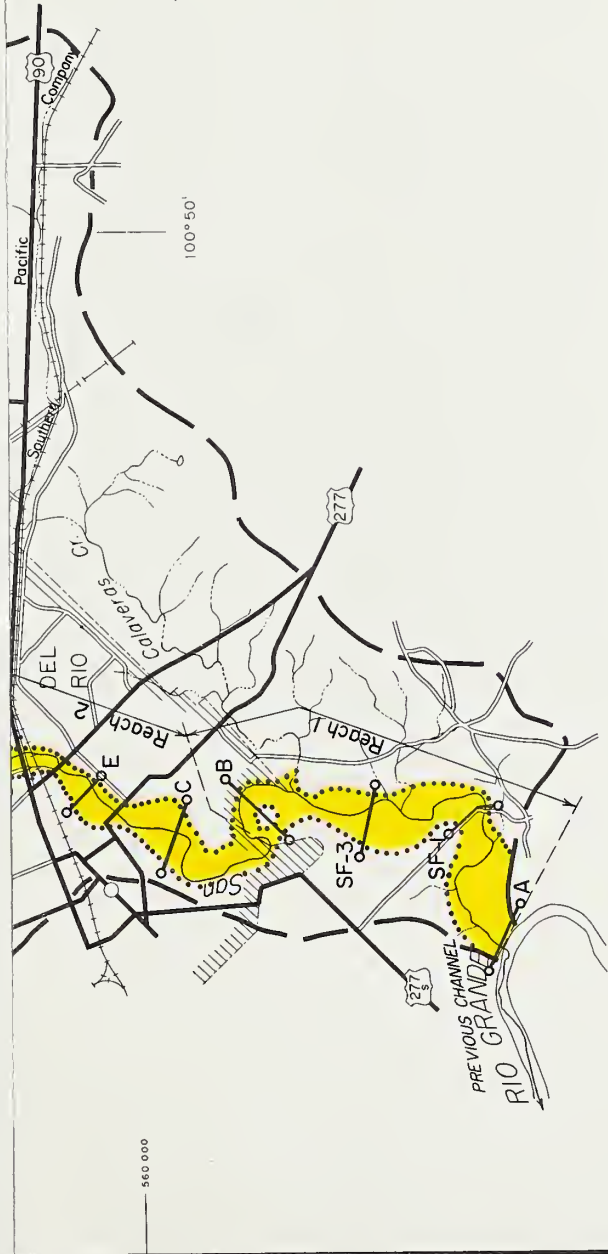 90
Company
Pacific
Southern
100° 50'
277
Calaveras Cr
DEL
RIO
Reach 2
E
C
B
Reach 1
San
SF-3
SF-1
A
277
S
PREVIOUS CHANNEL
RIO GRANDE
560 000